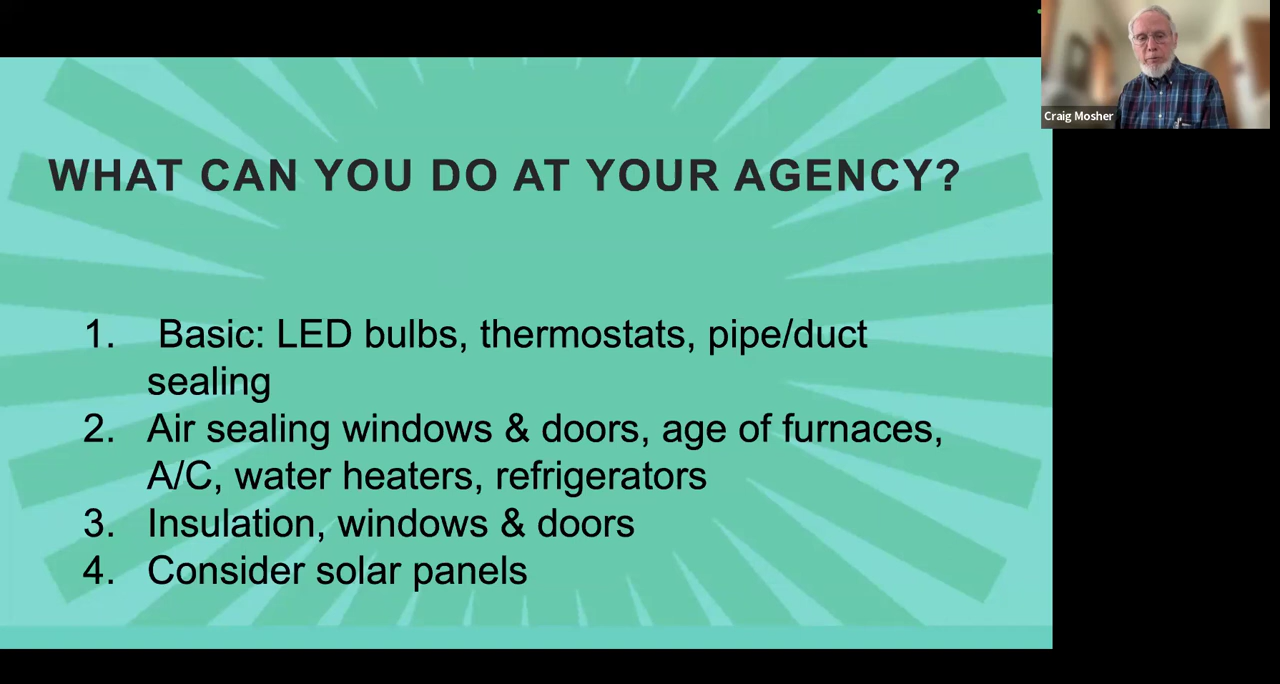 Craig Mosher
WHAT CAN YOU DO AT YOUR AGENCY?
1. Basic: LED bulbs, thermostats, pipe/duct
sealing
2. Air sealing windows & doors, age of furnaces,
A/C, water heaters, refrigerators
3. Insulation, windows & doors
4. Consider solar panels